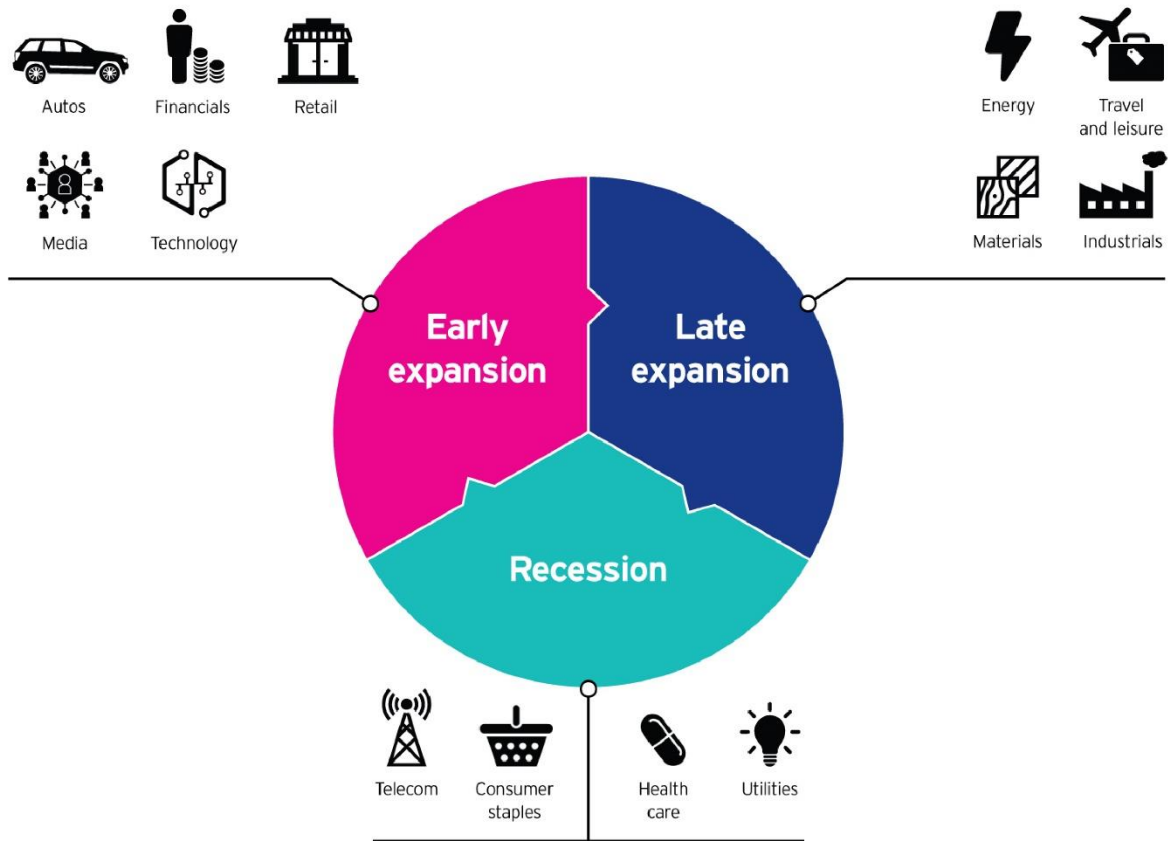 Autos
Financials
Retail
Media
Technology
Energy
Travel
and leisure
Materials
Industrials
Early
expansion
Late
expansion
Recession
Telecom
Consumer
staples
Health
care
Utilities